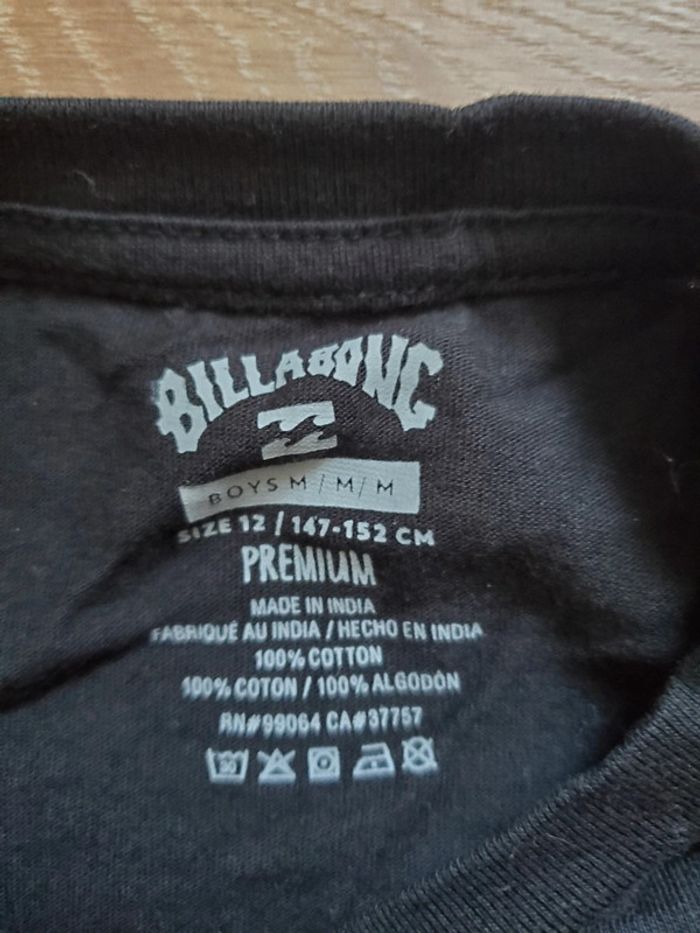 BILLABONG
BOYS M / M / M
SIZE 12 / 147-152 CM
PREMIUM
MADE IN INDIA
FABRIQUÉ AU INDIA / HECHO EN INDIA
100% COTTON
100% COTON / 100% ALGODÓN
RN#99064 CA#37757